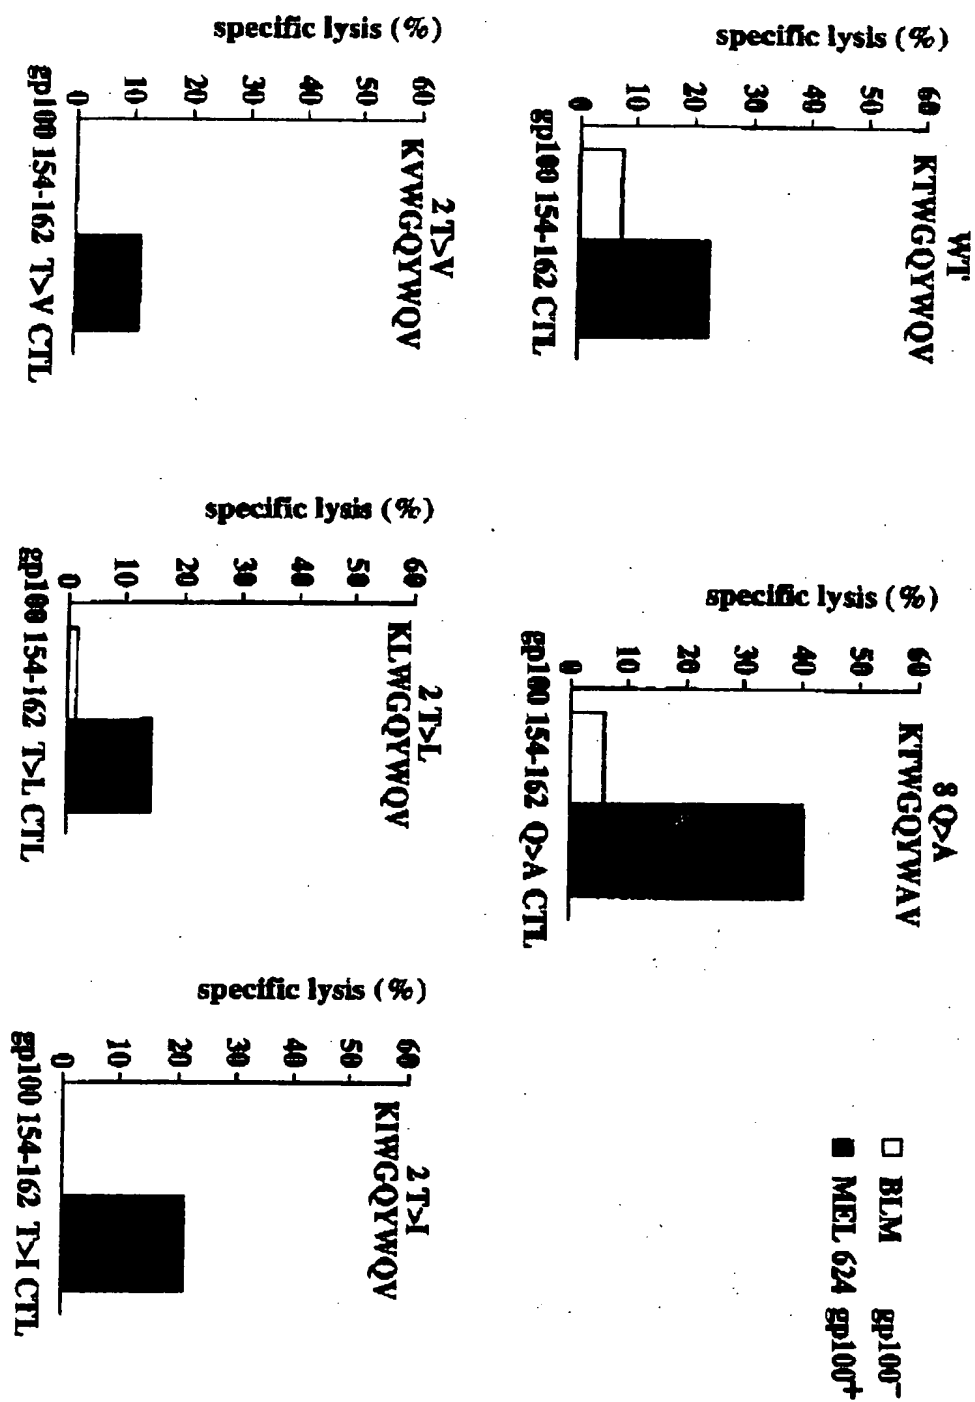 WT
KTWGQYWQV
specific lysis (%)
60
50
40
30
20
10
0
gp100 154-162 CTL
8 Q>A
KTWGQYWAV
specific lysis (%)
60
50
40
30
20
10
0
gp100 154-162 Q>A CTL
BLM gp100-
MEL 624 gp100+
2 T>V
KVWGQYWQV
specific lysis (%)
60
50
40
30
20
10
0
gp100 154-162 T>V CTL
2 T>L
KLWGQYWQV
specific lysis (%)
60
50
40
30
20
10
0
gp100 154-162 T>L CTL
2 T>I
KIWGQYWQV
specific lysis (%)
60
50
40
30
20
10
0
gp100 154-162 T>I CTL